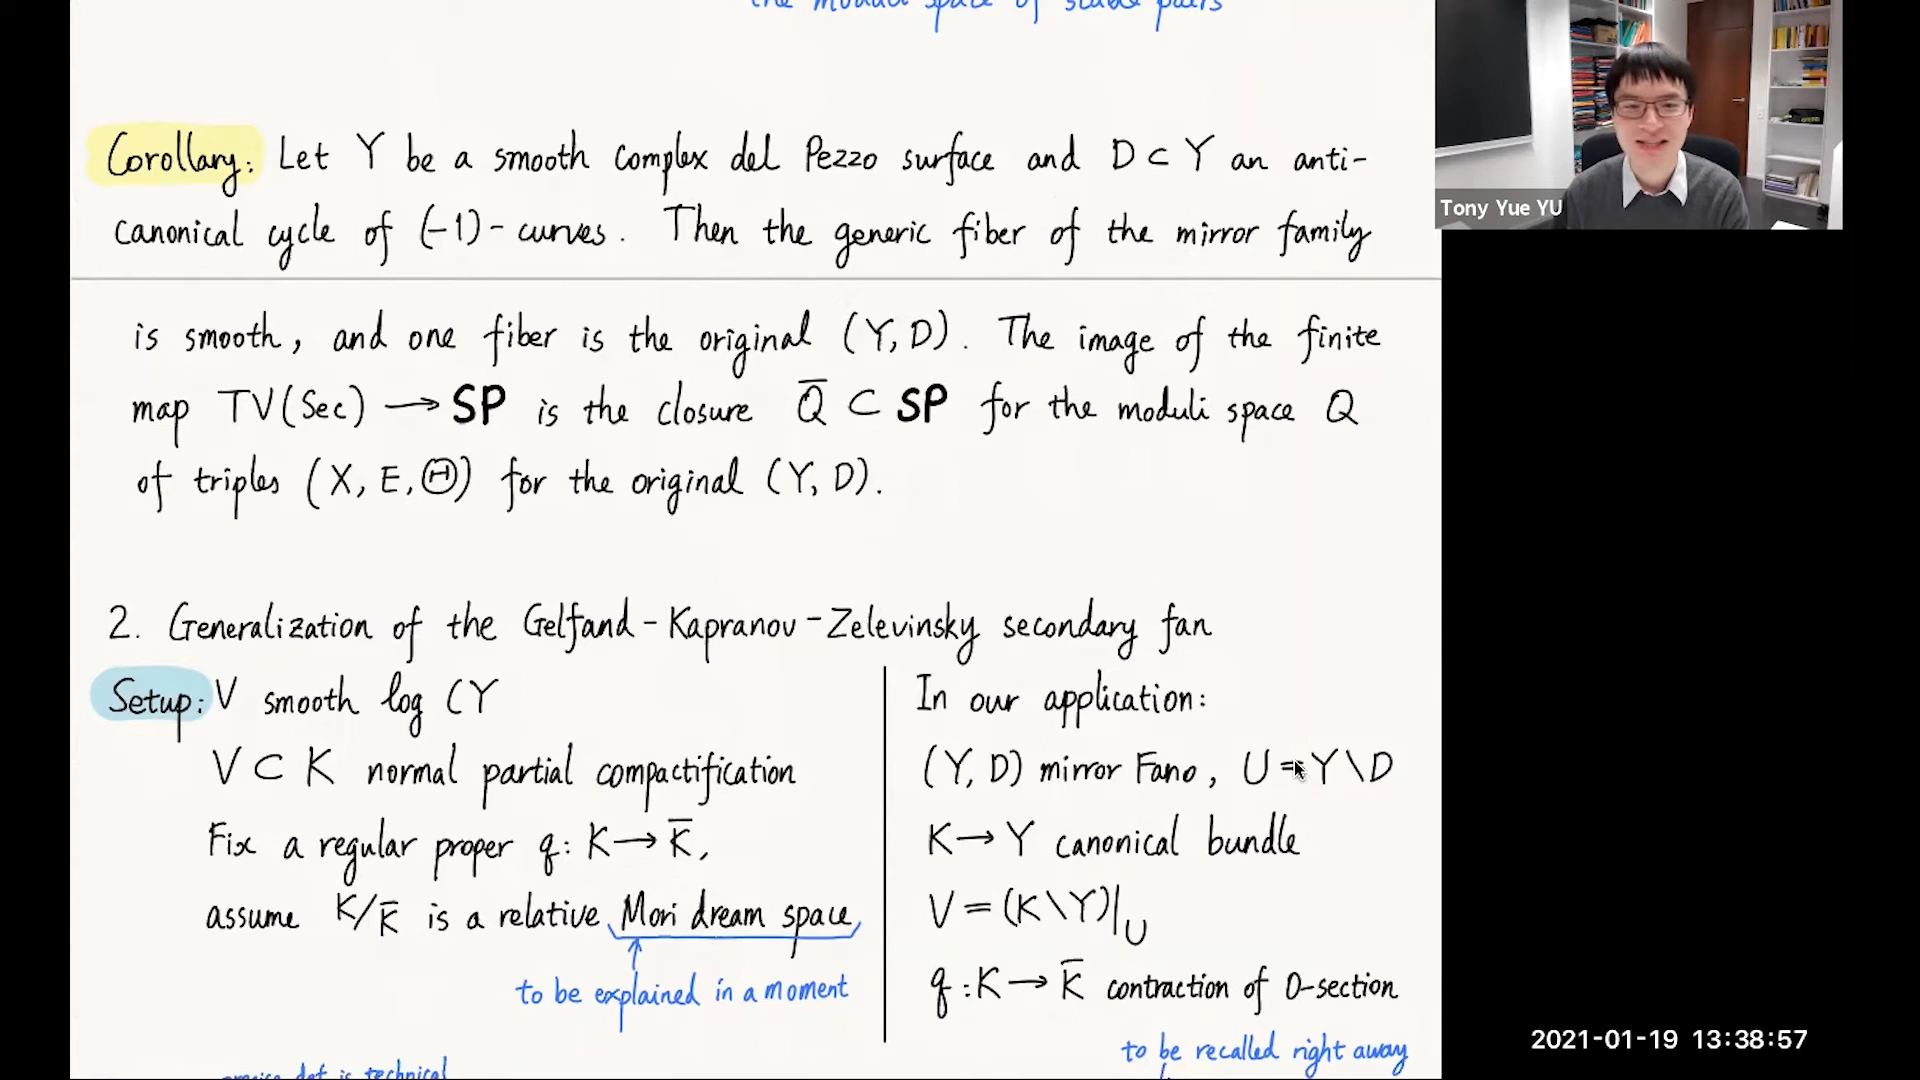 the moduli space of stable pairs
Corollary: Let Y be a smooth complex del Pezzo surface and D ⊂ Y an anti-
canonical cycle of (-1)-curves. Then the generic fiber of the mirror family
is smooth, and one fiber is the original (Y, D). The image of the finite
map TV(Sec) → SP is the closure Q̄ ⊂ SP for the moduli space Q
of triples (X, E, Θ) for the original (Y, D).
2. Generalization of the Gelfand-Kapranov-Zelevinsky secondary fan
Setup: V smooth log CY
V ⊂ K normal partial compactification
Fix a regular proper q: K → K̄,
assume K/K̄ is a relative Mori dream space
to be explained in a moment
precise def is technical
In our application:
(Y, D) mirror Fano, U = Y \ D
K → Y canonical bundle
V = (K \ Y)|_U
q: K → K̄ contraction of 0-section
to be recalled right away
Tony Yue YU
2021-01-19 13:38:57